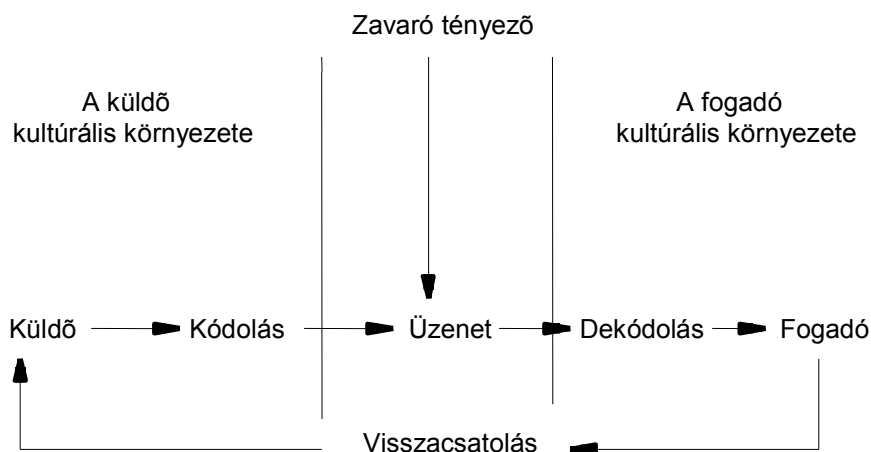 Zavaró tényezõ
A küldõ
kultúrális környezete
A fogadó
kultúrális környezete
Küldõ
Kódolás
Üzenet
Dekódolás
Fogadó
Visszacsatolás